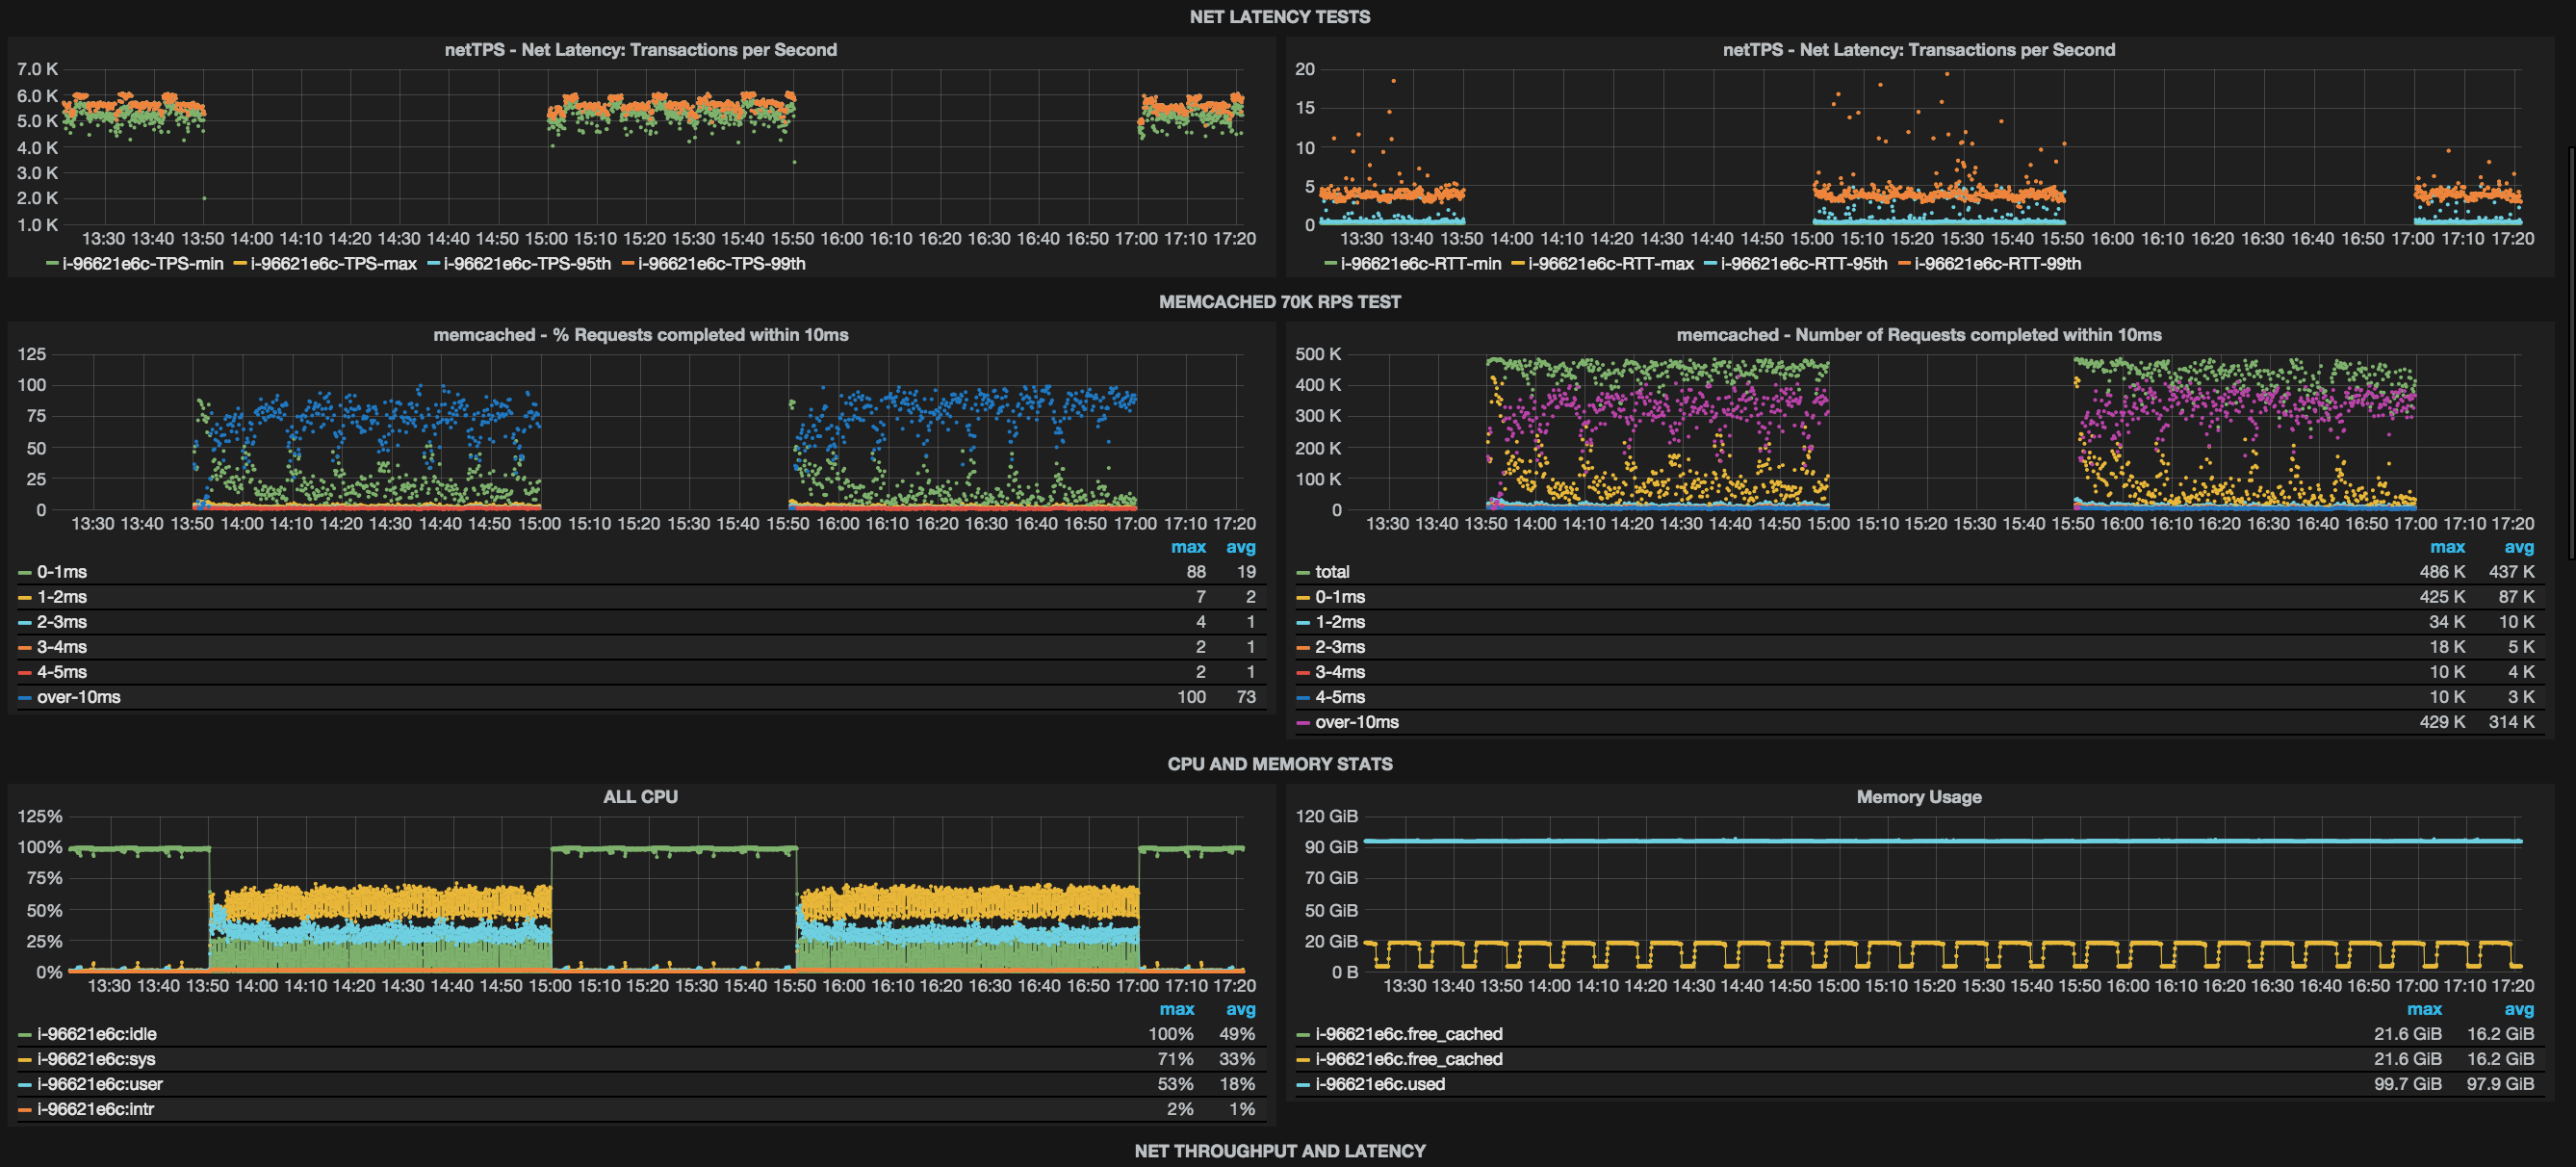 NET LATENCY TESTS
netTPS - Net Latency: Transactions per Second
7.0 K
6.0 K
5.0 K
4.0 K
3.0 K
2.0 K
1.0 K
13:30 13:40 13:50 14:00 14:10 14:20 14:30 14:40 14:50 15:00 15:10 15:20 15:30 15:40 15:50 16:00 16:10 16:20 16:30 16:40 16:50 17:00 17:10 17:20
i-96621e6c-TPS-min i-96621e6c-TPS-max i-96621e6c-TPS-95th i-96621e6c-TPS-99th
netTPS - Net Latency: Transactions per Second
20
15
10
5
0
13:30 13:40 13:50 14:00 14:10 14:20 14:30 14:40 14:50 15:00 15:10 15:20 15:30 15:40 15:50 16:00 16:10 16:20 16:30 16:40 16:50 17:00 17:10 17:20
i-96621e6c-RTT-min i-96621e6c-RTT-max i-96621e6c-RTT-95th i-96621e6c-RTT-99th
MEMCACHED 70K RPS TEST
memcached - % Requests completed within 10ms
125
100
75
50
25
0
13:30 13:40 13:50 14:00 14:10 14:20 14:30 14:40 14:50 15:00 15:10 15:20 15:30 15:40 15:50 16:00 16:10 16:20 16:30 16:40 16:50 17:00 17:10 17:20
max avg
0-1ms 88 19
1-2ms 7 2
2-3ms 4 1
3-4ms 2 1
4-5ms 2 1
over-10ms 100 73
memcached - Number of Requests completed within 10ms
500 K
400 K
300 K
200 K
100 K
0
13:30 13:40 13:50 14:00 14:10 14:20 14:30 14:40 14:50 15:00 15:10 15:20 15:30 15:40 15:50 16:00 16:10 16:20 16:30 16:40 16:50 17:00 17:10 17:20
max avg
total 486 K 437 K
0-1ms 425 K 87 K
1-2ms 34 K 10 K
2-3ms 18 K 5 K
3-4ms 10 K 4 K
4-5ms 10 K 3 K
over-10ms 429 K 314 K
CPU AND MEMORY STATS
ALL CPU
125%
100%
75%
50%
25%
0%
13:30 13:40 13:50 14:00 14:10 14:20 14:30 14:40 14:50 15:00 15:10 15:20 15:30 15:40 15:50 16:00 16:10 16:20 16:30 16:40 16:50 17:00 17:10 17:20
max avg
i-96621e6c:idle 100% 49%
i-96621e6c:sys 71% 33%
i-96621e6c:user 53% 18%
i-96621e6c:intr 2% 1%
Memory Usage
120 GiB
90 GiB
70 GiB
50 GiB
20 GiB
0 B
13:30 13:40 13:50 14:00 14:10 14:20 14:30 14:40 14:50 15:00 15:10 15:20 15:30 15:40 15:50 16:00 16:10 16:20 16:30 16:40 16:50 17:00 17:10 17:20
max avg
i-96621e6c.free_cached 21.6 GiB 16.2 GiB
i-96621e6c.free_cached 21.6 GiB 16.2 GiB
i-96621e6c.used 99.7 GiB 97.9 GiB
NET THROUGHPUT AND LATENCY